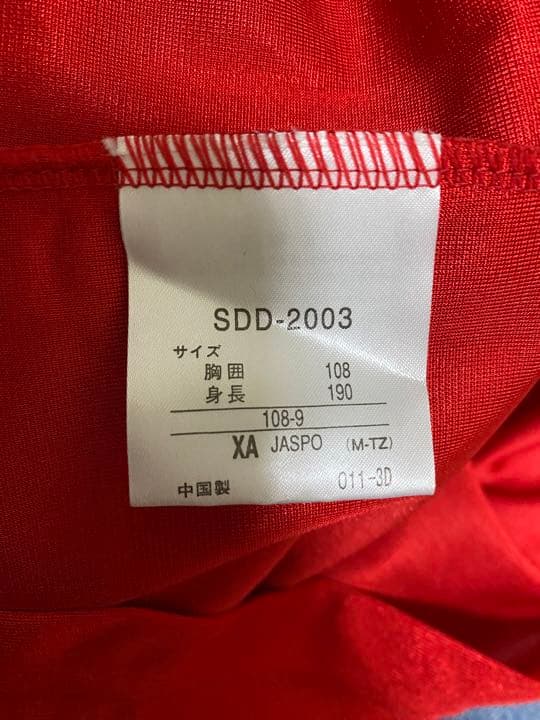 SDD-2003
サイズ
胸囲 108
身長 190
108-9
XA JASPO (M-TZ)
中国製 011-3D